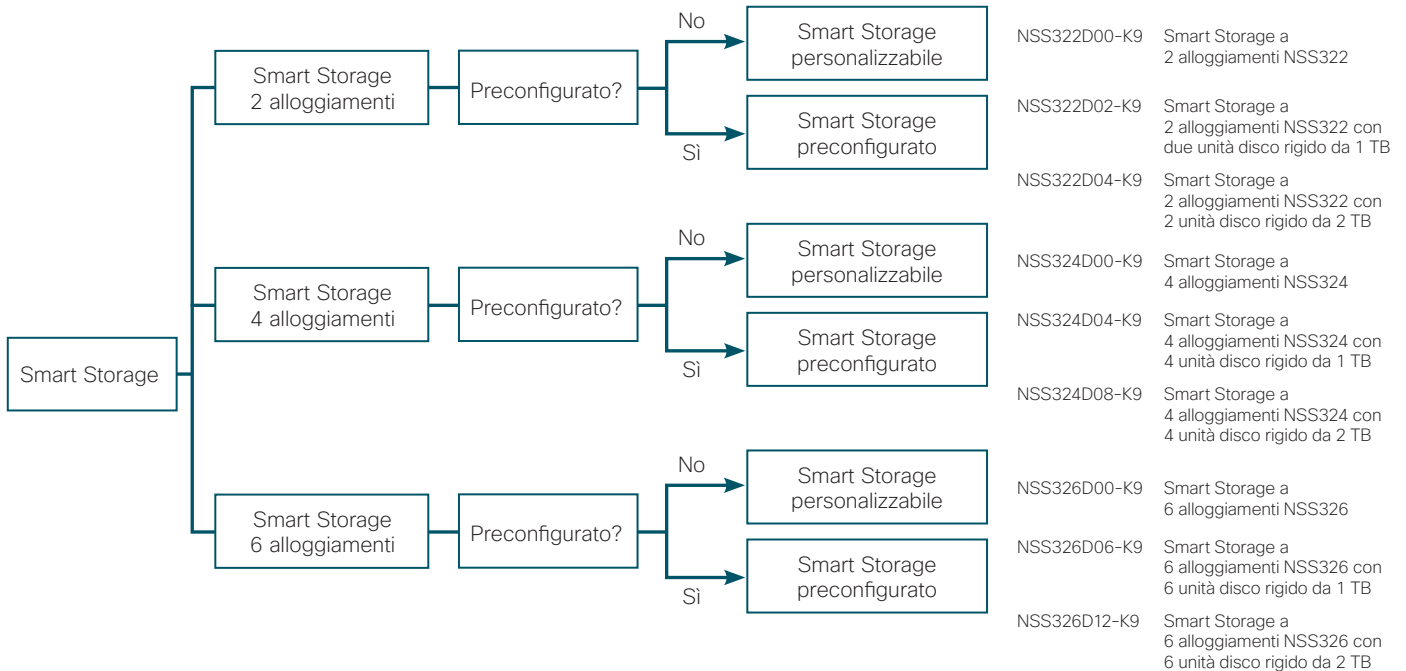 Smart Storage
Smart Storage
2 alloggiamenti
Preconfigurato?
No
Smart Storage
personalizzabile
Sì
Smart Storage
preconfigurato
Smart Storage
4 alloggiamenti
Preconfigurato?
No
Smart Storage
personalizzabile
Sì
Smart Storage
preconfigurato
Smart Storage
6 alloggiamenti
Preconfigurato?
No
Smart Storage
personalizzabile
Sì
Smart Storage
preconfigurato
NSS322D00-K9 Smart Storage a
2 alloggiamenti NSS322
NSS322D02-K9 Smart Storage a
2 alloggiamenti NSS322 con
due unità disco rigido da 1 TB
NSS322D04-K9 Smart Storage a
2 alloggiamenti NSS322 con
2 unità disco rigido da 2 TB
NSS324D00-K9 Smart Storage a
4 alloggiamenti NSS324
NSS324D04-K9 Smart Storage a
4 alloggiamenti NSS324 con
4 unità disco rigido da 1 TB
NSS324D08-K9 Smart Storage a
4 alloggiamenti NSS324 con
4 unità disco rigido da 2 TB
NSS326D00-K9 Smart Storage a
6 alloggiamenti NSS326
NSS326D06-K9 Smart Storage a
6 alloggiamenti NSS326 con
6 unità disco rigido da 1 TB
NSS326D12-K9 Smart Storage a
6 alloggiamenti NSS326 con
6 unità disco rigido da 2 TB